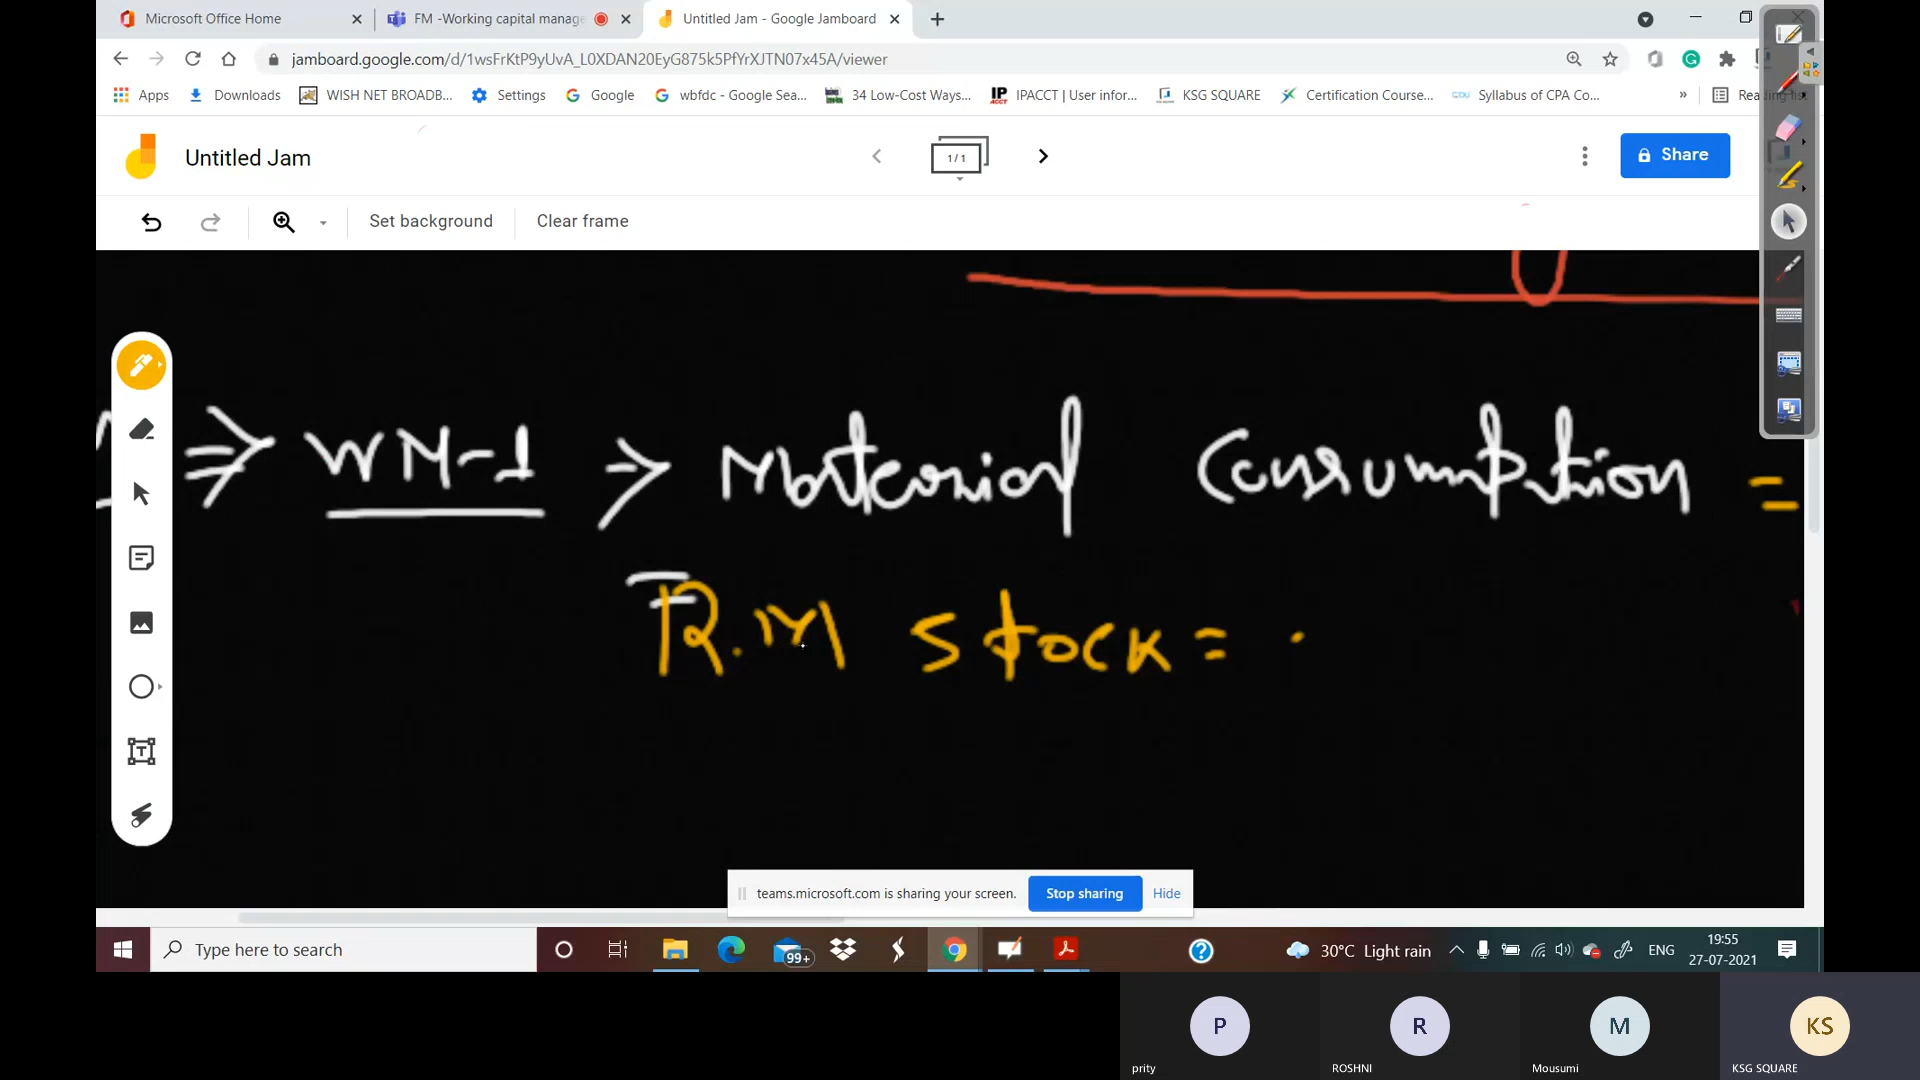 Microsoft Office Home
FM -Working capital manage
Untitled Jam - Google Jamboard
jamboard.google.com/d/1wsFrKtP9yUvA_L0XDAN20EyG875k5PfYrXJTN07x45A/viewer
Apps
Downloads
WISH NET BROADB...
Settings
Google
wbfdc - Google Sea...
34 Low-Cost Ways...
IPACCT | User infor...
KSG SQUARE
Certification Course...
Syllabus of CPA Co...
»
Untitled Jam
1 / 1
Share
Set background
Clear frame
⇒ WN-1 > Material Consumption =
R.M Stock = .
teams.microsoft.com is sharing your screen.
Stop sharing
Hide
Type here to search
99+
30°C Light rain
ENG
19:55
27-07-2021
P
R
M
KS
prity
ROSHNI
Mousumi
KSG SQUARE